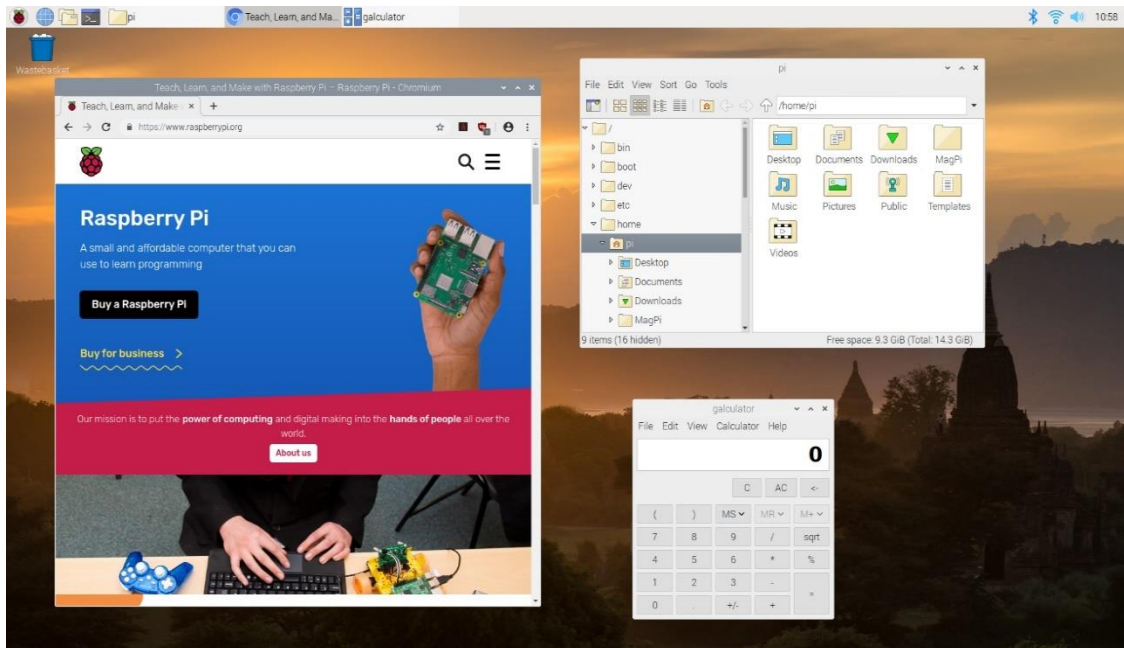 pi
Teach, Learn, and Ma...
galculator
10:58
Wastebasket
Teach, Learn, and Make with Raspberry Pi – Raspberry Pi - Chromium
Teach, Learn, and Make
https://www.raspberrypi.org
Raspberry Pi
A small and affordable computer that you can
use to learn programming
Buy a Raspberry Pi
Buy for business
Our mission is to put the power of computing and digital making into the hands of people all over the
world.
About us
pi
File Edit View Sort Go Tools
/home/pi
/
bin
boot
dev
etc
home
pi
Desktop
Documents
Downloads
MagPi
Desktop Documents Downloads MagPi
Music Pictures Public Templates
Videos
9 items (16 hidden) Free space: 9.3 GiB (Total: 14.3 GiB)
galculator
File Edit View Calculator Help
0
C AC <-
( ) MS MR M+
7 8 9 / sqrt
4 5 6 * %
1 2 3 - =
0 . +/- +